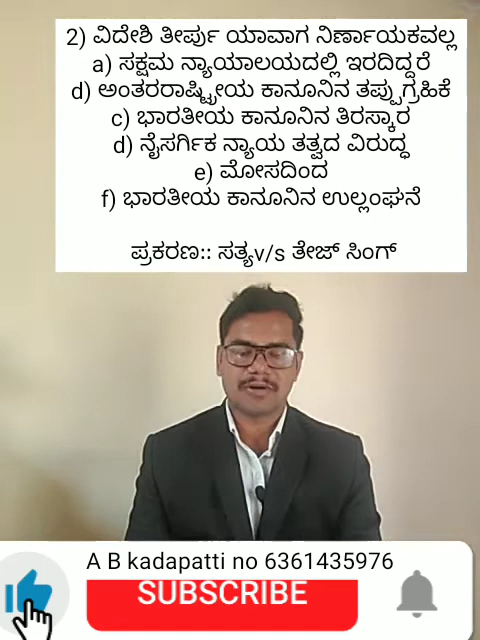 2) ವಿದೇಶಿ ತೀರ್ಪು ಯಾವಾಗ ನಿರ್ಣಾಯಕವಲ್ಲ
a) ಸಕ್ಷಮ ನ್ಯಾಯಾಲಯದಲ್ಲಿ ಇರದಿದ್ದರೆ
d) ಅಂತರರಾಷ್ಟ್ರೀಯ ಕಾನೂನಿನ ತಪ್ಪುಗ್ರಹಿಕೆ
c) ಭಾರತೀಯ ಕಾನೂನಿನ ತಿರಸ್ಕಾರ
d) ನೈಸರ್ಗಿಕ ನ್ಯಾಯ ತತ್ವದ ವಿರುದ್ಧ
e) ಮೋಸದಿಂದ
f) ಭಾರತೀಯ ಕಾನೂನಿನ ಉಲ್ಲಂಘನೆ
ಪ್ರಕರಣ:: ಸತ್ಯv/s ತೇಜ್ ಸಿಂಗ್
A B kadapatti no 6361435976
SUBSCRIBE